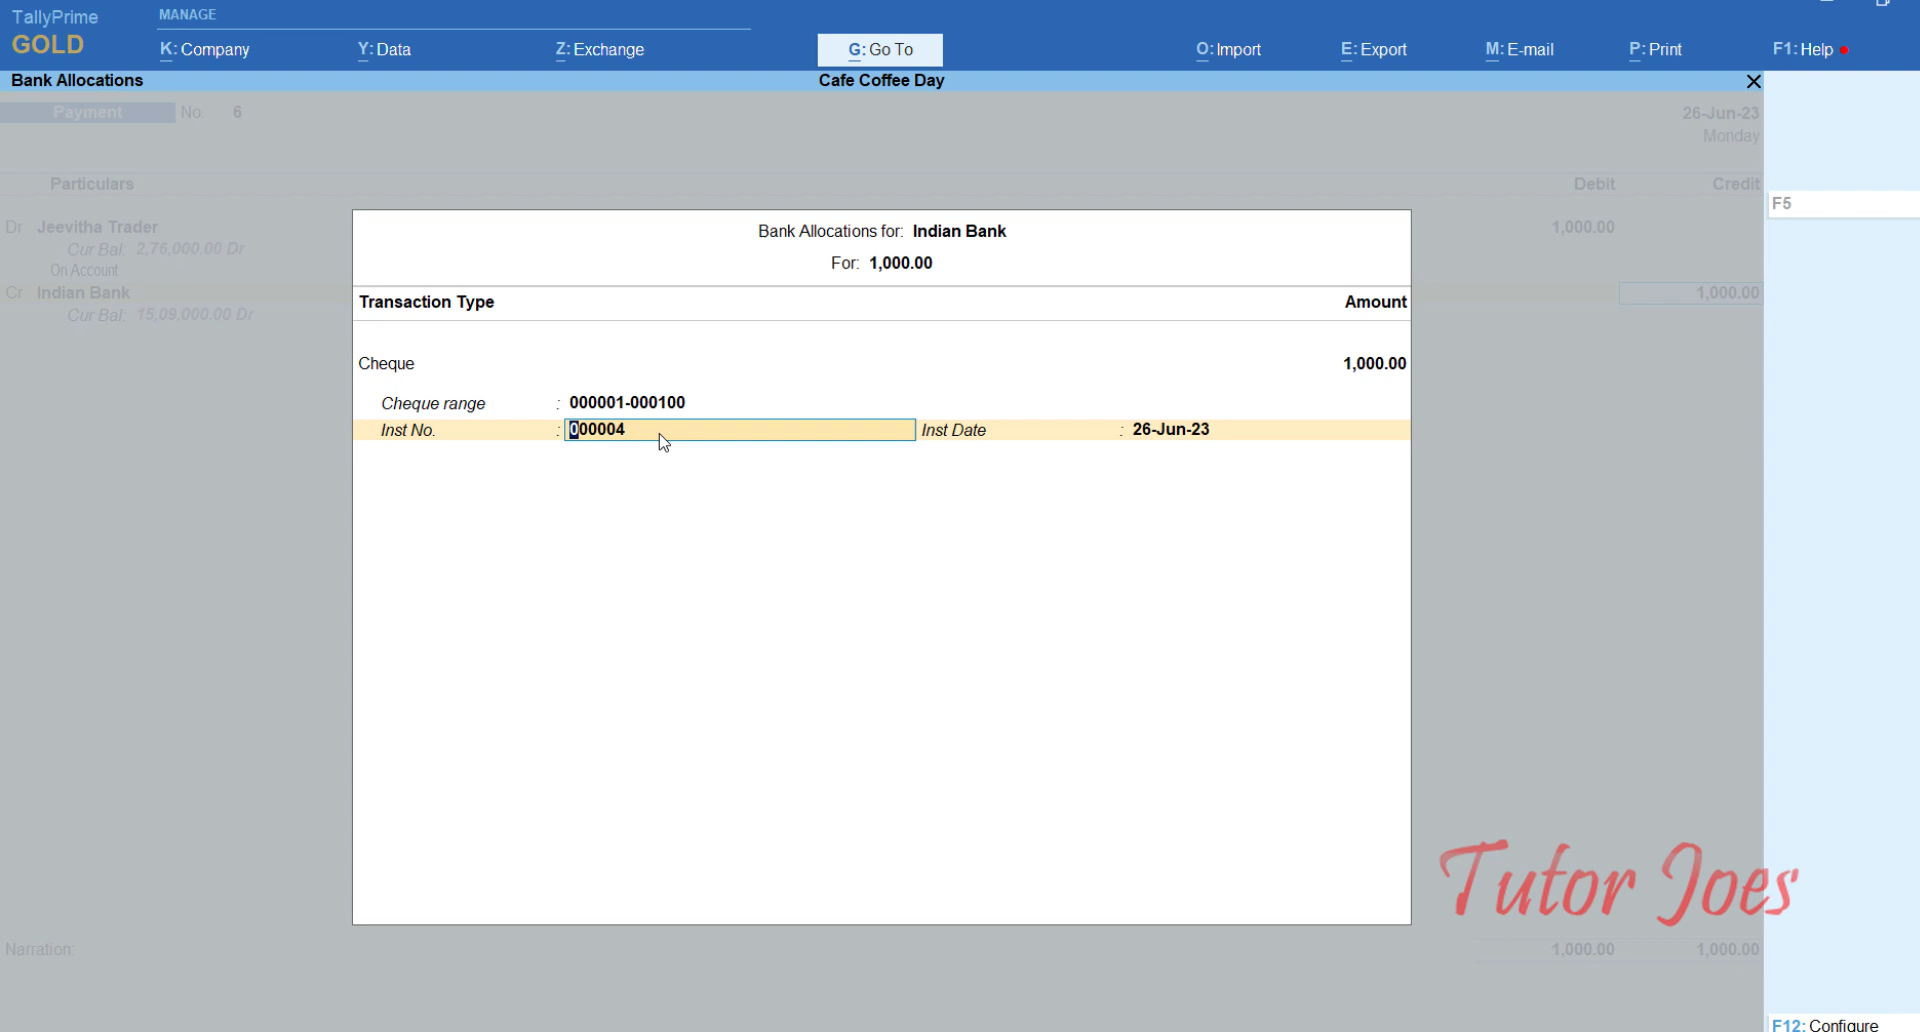 TallyPrime
GOLD
MANAGE
K: Company
Y: Data
Z: Exchange
G: Go To
O: Import
E: Export
M: E-mail
P: Print
F1: Help
Bank Allocations
Cafe Coffee Day
Payment No. 6
26-Jun-23
Monday
Particulars
Debit
Credit
F5
Dr Jeevitha Trader
1,000.00
Cur Bal: 2,76,000.00 Dr
On Account
Cr Indian Bank
1,000.00
Cur Bal: 15,09,000.00 Dr
Bank Allocations for: Indian Bank
For: 1,000.00
Transaction Type
Amount
Cheque
1,000.00
Cheque range : 000001-000100
Inst No. : 000004
Inst Date : 26-Jun-23
Tutor Joes
Narration:
1,000.00
1,000.00
F12: Configure